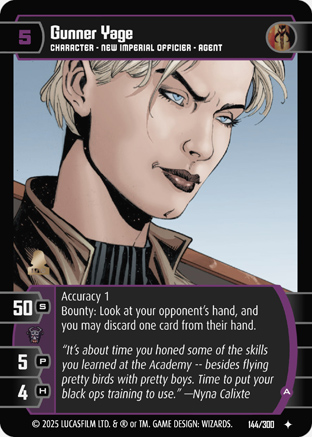 5
Gunner Yage
CHARACTER • NEW IMPERIAL OFFICIER • AGENT
50 S
Accuracy 1
Bounty: Look at your opponent's hand, and
you may discard one card from their hand.
5 P
4 H
“It's about time you honed some of the skills
you learned at the Academy -- besides flying
pretty birds with pretty boys. Time to put your
black ops training to use.” —Nyna Calixte
A
© 2025 LUCASFILM LTD. & ® or TM. GAME DESIGN: WIZARDS.
144/300